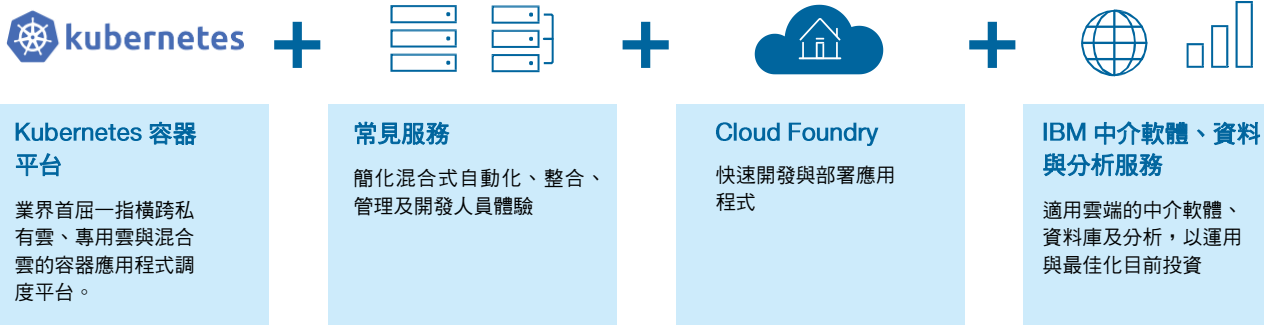 kubernetes
Kubernetes 容器
平台
業界首屈一指橫跨私
有雲、專用雲與混合
雲的容器應用程式調
度平台。
常見服務
簡化混合式自動化、整合、
管理及開發人員體驗
Cloud Foundry
快速開發與部署應用
程式
IBM 中介軟體、資料
與分析服務
適用雲端的中介軟體、
資料庫及分析，以運用
與最佳化目前投資